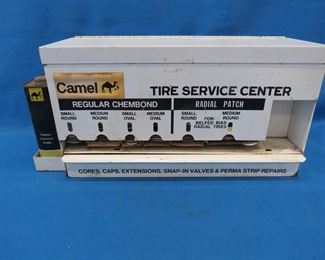 Camel
TIRE SERVICE CENTER
REGULAR CHEMBOND
RADIAL PATCH
SMALL ROUND
MEDIUM ROUND
SMALL OVAL
MEDIUM OVAL
SMALL ROUND
MEDIUM ROUND
FOR BELTED BIAS RADIAL TIRES
CORES, CAPS, EXTENSIONS, SNAP-IN VALVES & PERMA STRIP REPAIRS